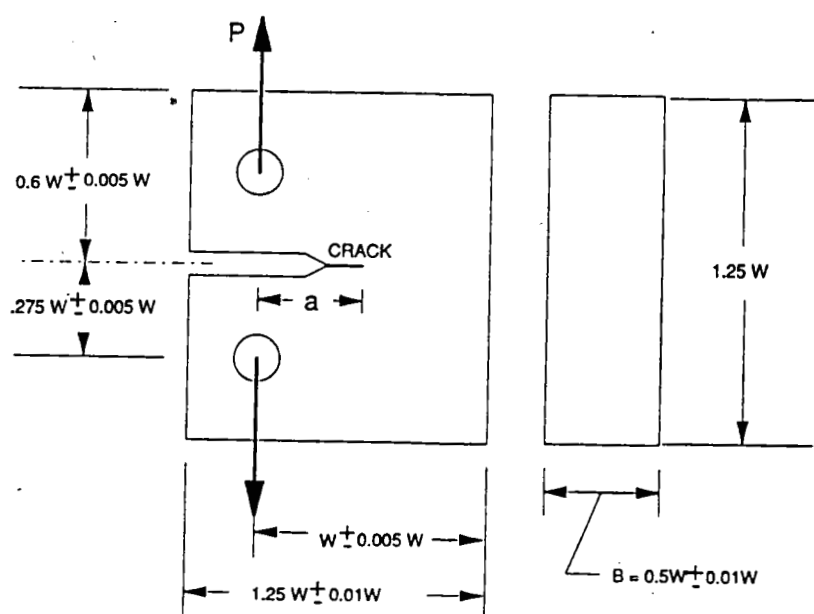 P
0.6 W ± 0.005 W
CRACK
1.25 W
.275 W ± 0.005 W
a
W ± 0.005 W
B = 0.5W ± 0.01W
1.25 W ± 0.01W